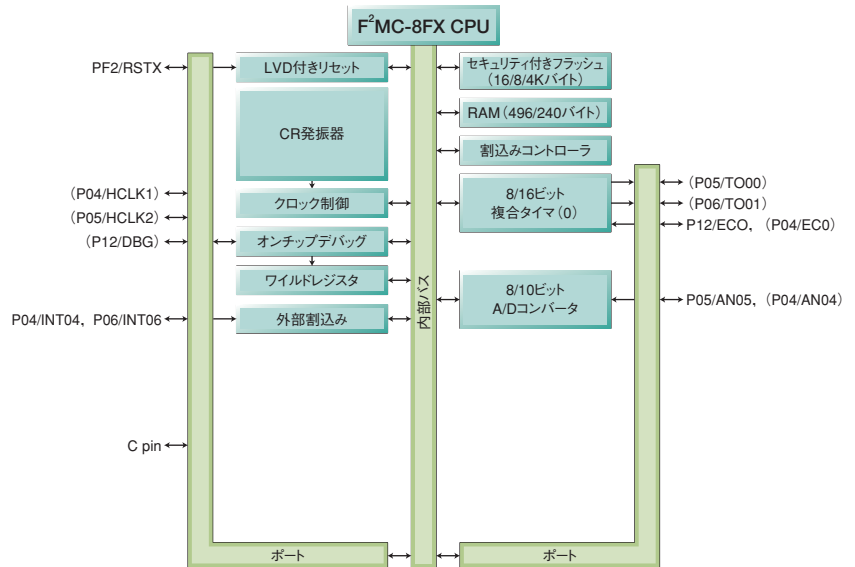 F²MC-8FX CPU
PF2/RSTX
LVD付きリセット
セキュリティ付きフラッシュ
(16/8/4Kバイト)
RAM(496/240バイト)
CR発振器
割込みコントローラ
(P04/HCLK1)
クロック制御
8/16ビット
複合タイマ(0)
(P05/TO00)
(P06/TO01)
(P05/HCLK2)
P12/ECO, (P04/EC0)
(P12/DBG)
オンチップデバッグ
ワイルドレジスタ
内部バス
8/10ビット
A/Dコンバータ
P05/AN05, (P04/AN04)
P04/INT04, P06/INT06
外部割込み
C pin
ポート
ポート